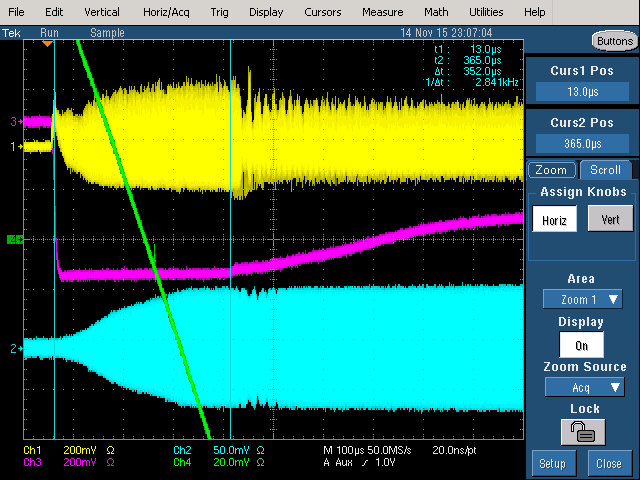 File Edit Vertical Horiz/Acq Trig Display Cursors Measure Math Utilities Help
Tek Run Sample 14 Nov 15 23:07:04 Buttons
t1 : 13.0µs
t2 : 365.0µs
Δt : 352.0µs
1/Δt : 2.841kHz
Curs1 Pos
13.0µs
Curs2 Pos
365.0µs
Zoom Scroll
Assign Knobs
Horiz Vert
Area
Zoom 1
Display
On
Zoom Source
Acq
Lock
Setup Close
3
1
4
2
Ch1 200mV Ω Ch2 50.0mV Ω M 100µs 50.0MS/s 20.0ns/pt
Ch3 200mV Ω Ch4 20.0mV Ω A Aux 1.0V